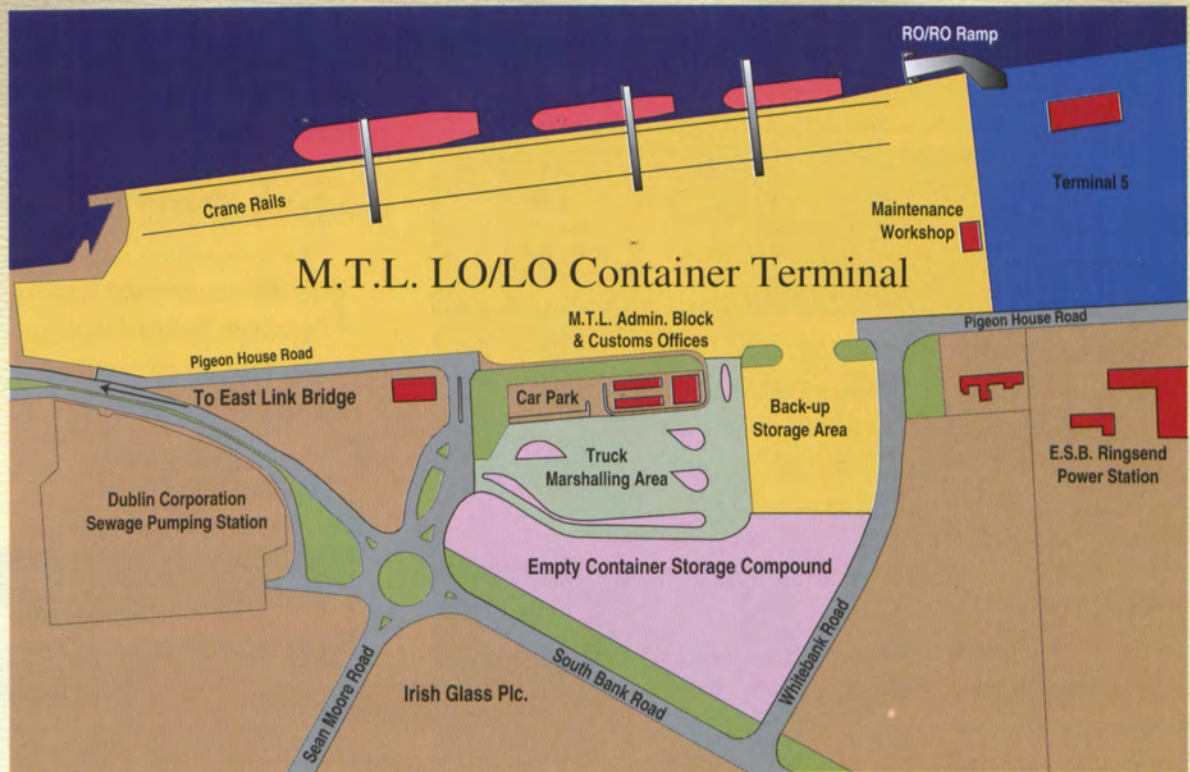 RO/RO Ramp
Terminal 5
Crane Rails
Maintenance
Workshop
M.T.L. LO/LO Container Terminal
M.T.L. Admin. Block
& Customs Offices
Pigeon House Road
Pigeon House Road
To East Link Bridge
Car Park
Back-up
Storage Area
Truck
Marshalling Area
E.S.B. Ringsend
Power Station
Dublin Corporation
Sewage Pumping Station
Empty Container Storage Compound
Whitebank Road
South Bank Road
Sean Moore Road
Irish Glass Plc.